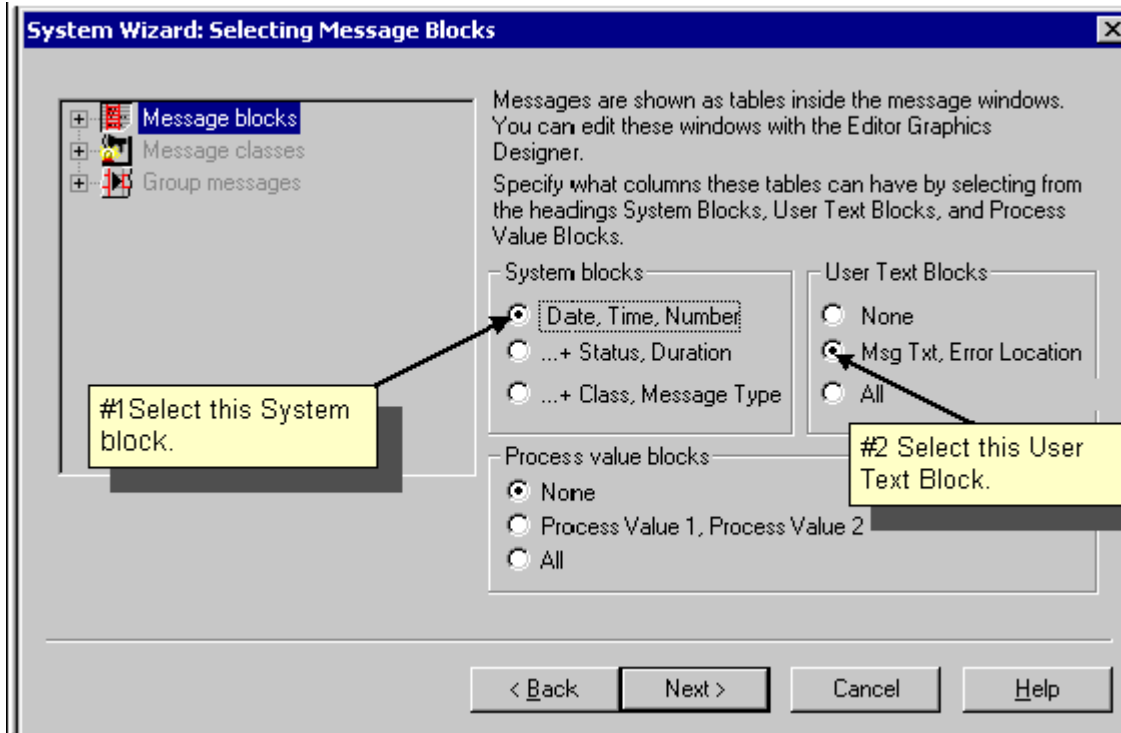 System Wizard: Selecting Message Blocks
Message blocks
Message classes
Group messages
Messages are shown as tables inside the message windows.
You can edit these windows with the Editor Graphics
Designer.
Specify what columns these tables can have by selecting from
the headings System Blocks, User Text Blocks, and Process
Value Blocks.
System blocks
Date, Time, Number
...+ Status, Duration
...+ Class, Message Type
User Text Blocks
None
Msg Txt, Error Location
All
#1Select this System
block.
#2 Select this User
Text Block.
Process value blocks
None
Process Value 1, Process Value 2
All
< Back
Next >
Cancel
Help